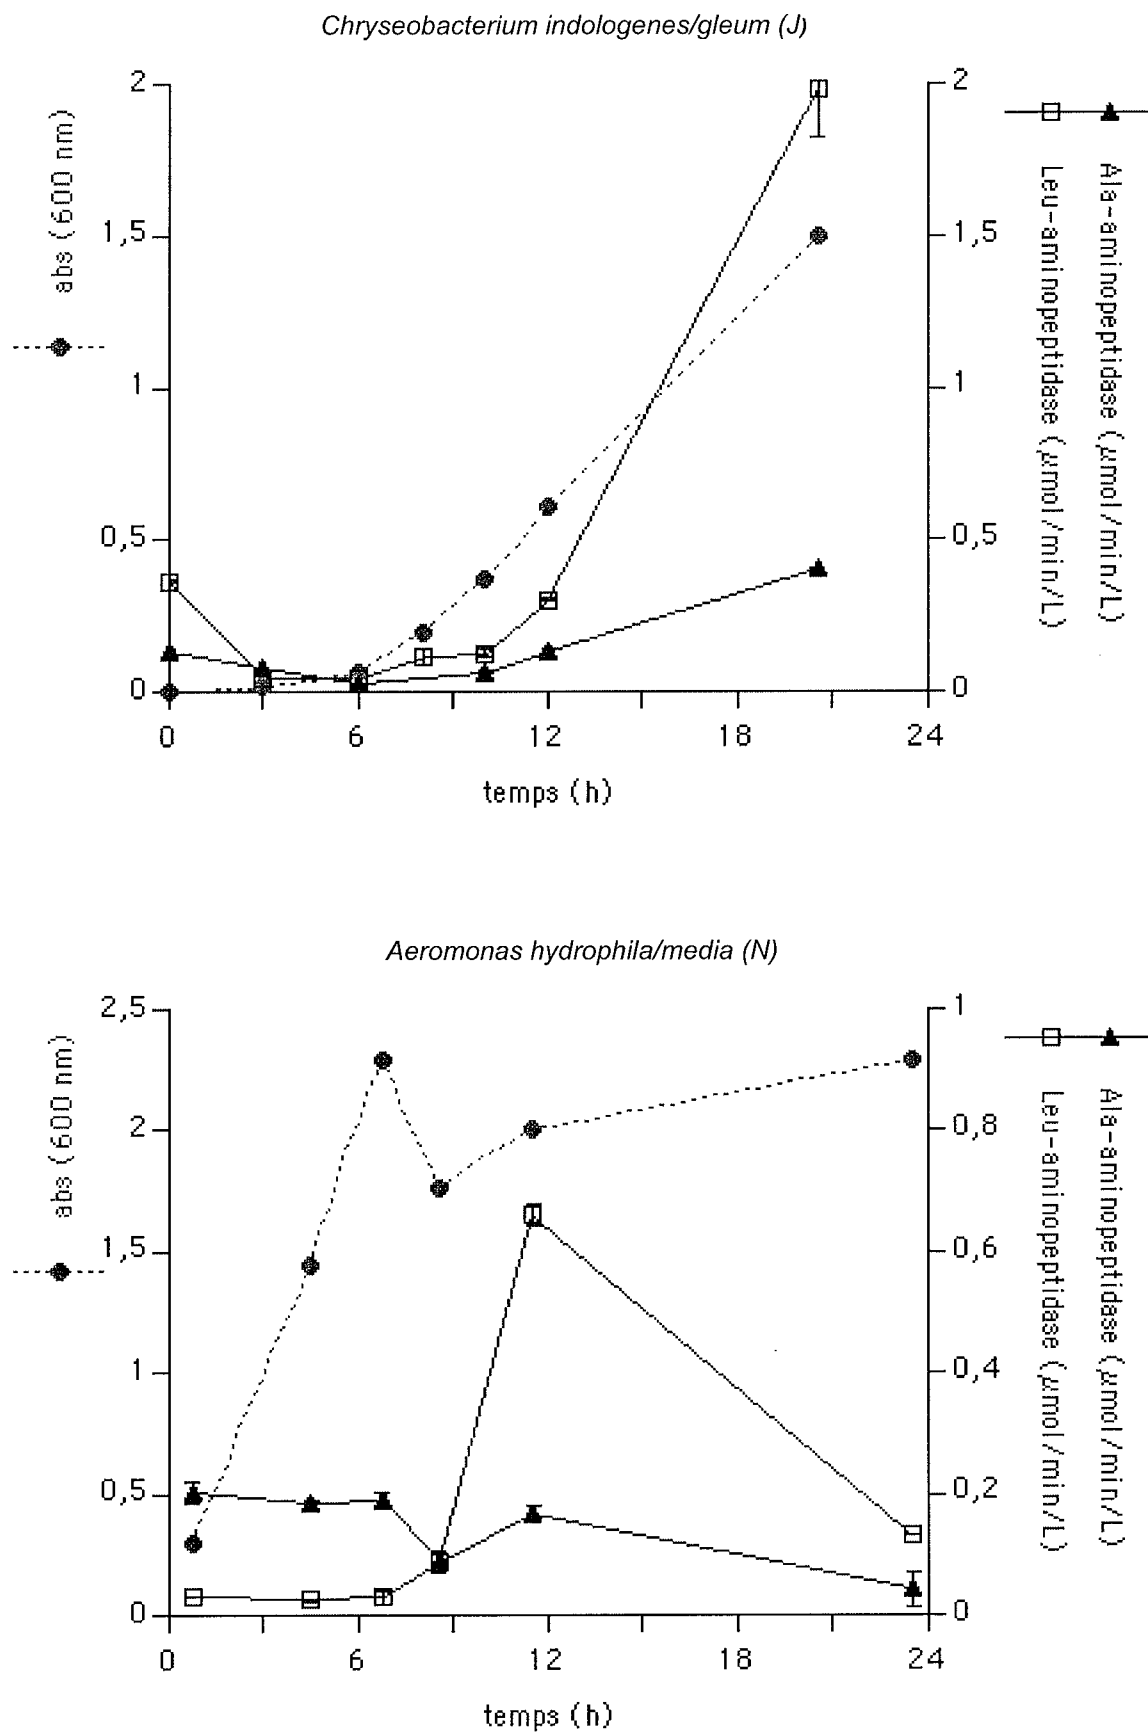 Chryseobacterium indologenes/gleum (J)
abs (600 nm)
2
1,5
1
0,5
0
2
1,5
1
0,5
0
Ala-aminopeptidase (µmol/min/L)
Leu-aminopeptidase (µmol/min/L)
0 6 12 18 24
temps (h)
Aeromonas hydrophila/media (N)
abs (600 nm)
2,5
2
1,5
1
0,5
0
1
0,8
0,6
0,4
0,2
0
Ala-aminopeptidase (µmol/min/L)
Leu-aminopeptidase (µmol/min/L)
0 6 12 18 24
temps (h)